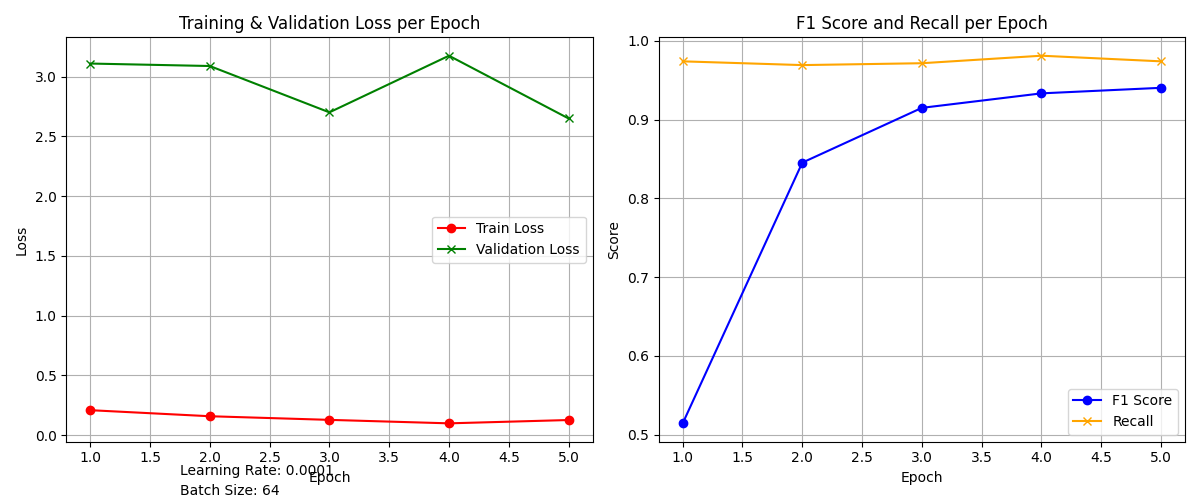 Training & Validation Loss per Epoch
Loss
3.0
2.5
2.0
1.5
1.0
0.5
0.0
Train Loss
Validation Loss
1.0 1.5 2.0 2.5 3.0 3.5 4.0 4.5 5.0
Epoch
Learning Rate: 0.0001
Batch Size: 64
F1 Score and Recall per Epoch
Score
1.0
0.9
0.8
0.7
0.6
0.5
F1 Score
Recall
1.0 1.5 2.0 2.5 3.0 3.5 4.0 4.5 5.0
Epoch